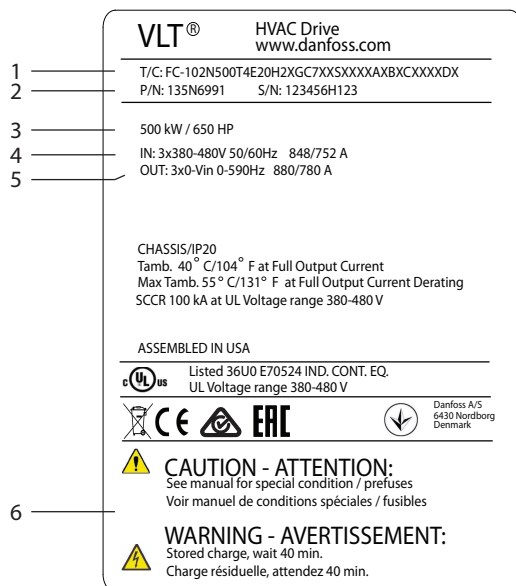 VLT® HVAC Drive
www.danfoss.com
1 T/C: FC-102N500T4E20H2XGC7XXSXXXXAXBXCXXXXDX
2 P/N: 135N6991 S/N: 123456H123
3 500 kW / 650 HP
4 IN: 3x380-480V 50/60Hz 848/752 A
5 OUT: 3x0-Vin 0-590Hz 880/780 A
CHASSIS/IP20
Tamb. 40° C/104° F at Full Output Current
Max Tamb. 55° C/131° F at Full Output Current Derating
SCCR 100 kA at UL Voltage range 380-480 V
ASSEMBLED IN USA
c UL us Listed 36U0 E70524 IND. CONT. EQ.
UL Voltage range 380-480 V
CE EAC Danfoss A/S
6430 Nordborg
Denmark
CAUTION - ATTENTION:
See manual for special condition / prefuses
Voir manuel de conditions spéciales / fusibles
6
WARNING - AVERTISSEMENT:
Stored charge, wait 40 min.
Charge résiduelle, attendez 40 min.